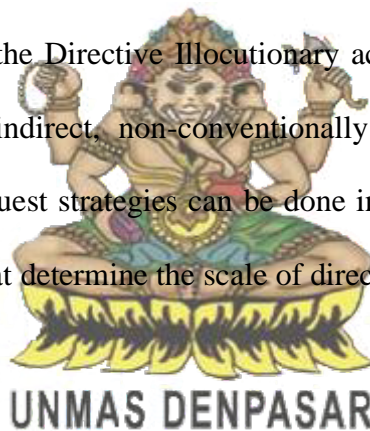 the Directive Illocutionary ac
indirect, non-conventionally
uest strategies can be done in
at determine the scale of direc
UNMAS DENPASAR